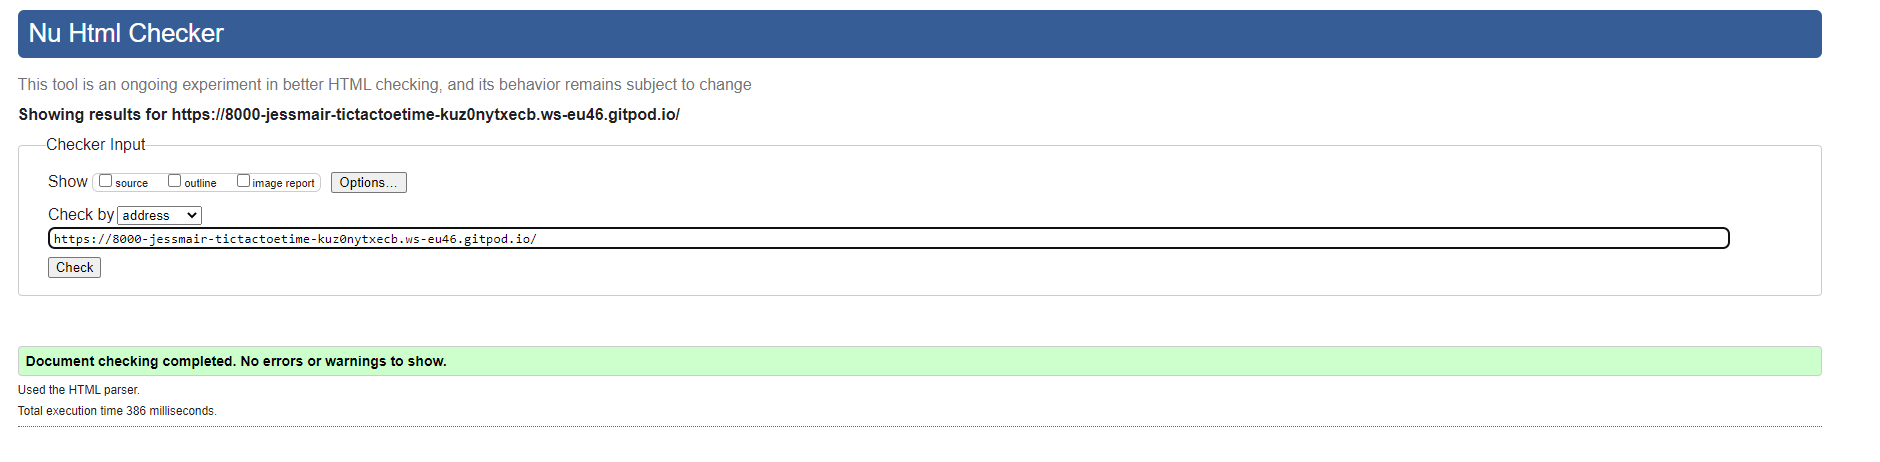 Nu Html Checker
This tool is an ongoing experiment in better HTML checking, and its behavior remains subject to change
Showing results for https://8000-jessmair-tictactoetime-kuz0nytxecb.ws-eu46.gitpod.io/
Checker Input
Show source outline image report Options...
Check by address
https://8000-jessmair-tictactoetime-kuz0nytxecb.ws-eu46.gitpod.io/
Check
Document checking completed. No errors or warnings to show.
Used the HTML parser.
Total execution time 386 milliseconds.